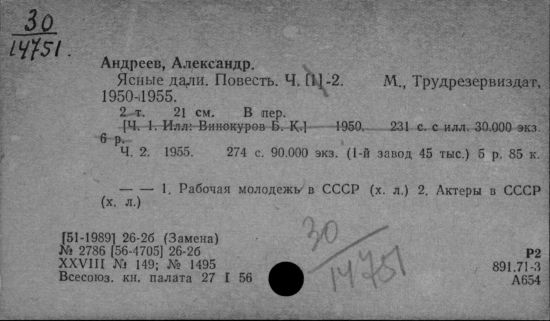 30
14751.
Андреев, Александр.
Ясные дали. Повесть. Ч. [1]-2. М., Трудрезервиздат,
1950-1955.
2 т. 21 см. В пер.
[Ч. 1. Илл: Винокуров Б. К.] 1950. 231 с. с илл. 30.000 экз.
6 р.
Ч. 2. 1955. 274 с. 90.000 экз. (1-й завод 45 тыс.) 5 р. 85 к.
— — 1. Рабочая молодежь в СССР (х. л.) 2. Актеры в СССР
(х. л.)
30
14751
[51-1989] 26-2б (Замена)
№ 2786 [56-4705] 26-2б
XXVIII № 149; № 1495
Всесоюз. кн. палата 27 I 56
Р2
891.71-3
А654